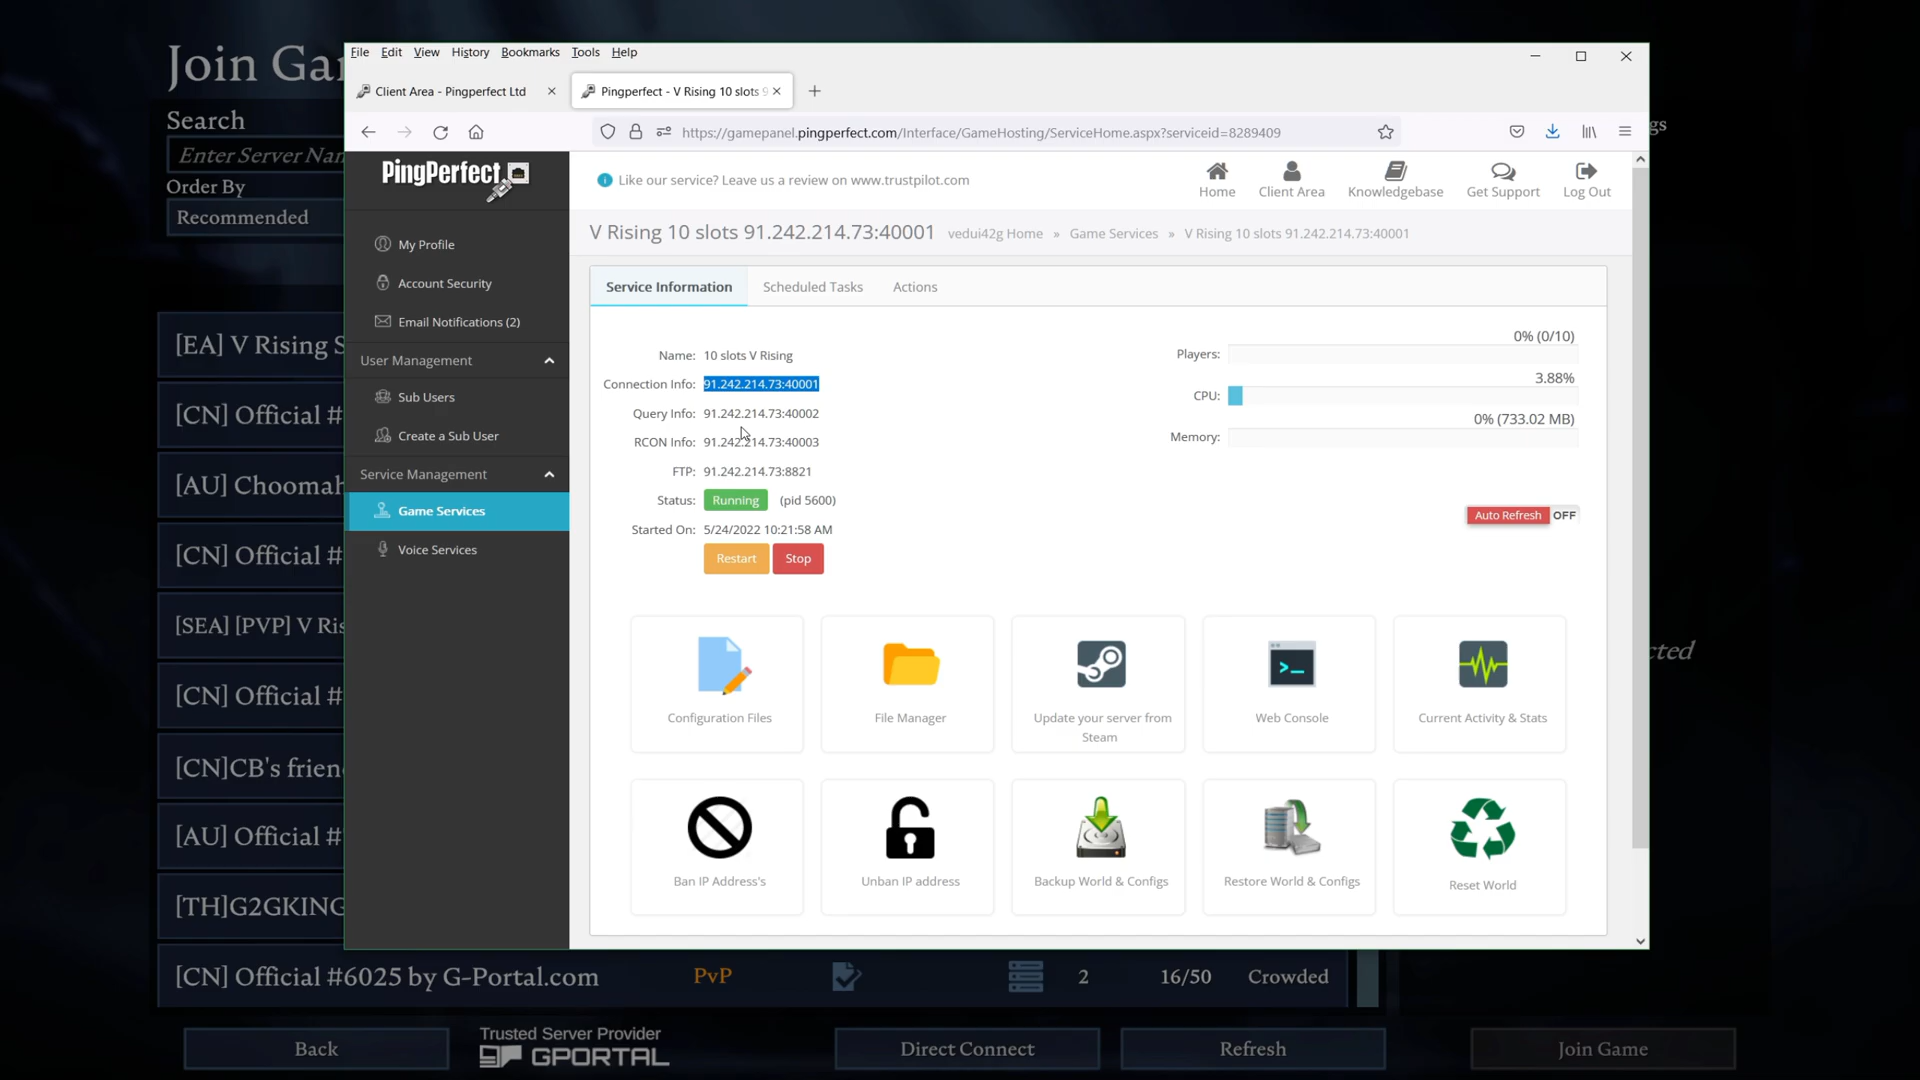 Join Ga
File Edit View History Bookmarks Tools Help
Client Area - Pingperfect Ltd
Pingperfect - V Rising 10 slots 9
Search
Enter Server Nan
https://gamepanel.pingperfect.com/Interface/GameHosting/ServiceHome.aspx?serviceid=8289409
gs
PingPerfect
Like our service? Leave us a review on www.trustpilot.com
Home
Client Area
Knowledgebase
Get Support
Log Out
Order By
Recommended
V Rising 10 slots 91.242.214.73:40001
vedui42g Home » Game Services » V Rising 10 slots 91.242.214.73:40001
My Profile
Account Security
Email Notifications (2)
User Management
Sub Users
Create a Sub User
Service Management
Game Services
Voice Services
Service Information
Scheduled Tasks
Actions
Name: 10 slots V Rising
Connection Info: 91.242.214.73:40001
Query Info: 91.242.214.73:40002
RCON Info: 91.242.214.73:40003
FTP: 91.242.214.73:8821
Status: Running (pid 5600)
Started On: 5/24/2022 10:21:58 AM
Restart
Stop
0% (0/10)
Players:
3.88%
CPU:
0% (733.02 MB)
Memory:
Auto Refresh OFF
Configuration Files
File Manager
Update your server from
Steam
Web Console
Current Activity & Stats
Ban IP Address's
Unban IP address
Backup World & Configs
Restore World & Configs
Reset World
[EA] V Rising S
[CN] Official #
[AU] Choomah
[CN] Official #
[SEA] [PVP] V Ris
cted
[CN] Official #
[CN]CB's frien
[AU] Official #
[TH]G2GKING
[CN] Official #6025 by G-Portal.com PvP 2 16/50 Crowded
Back
Trusted Server Provider
GPORTAL
Direct Connect
Refresh
Join Game